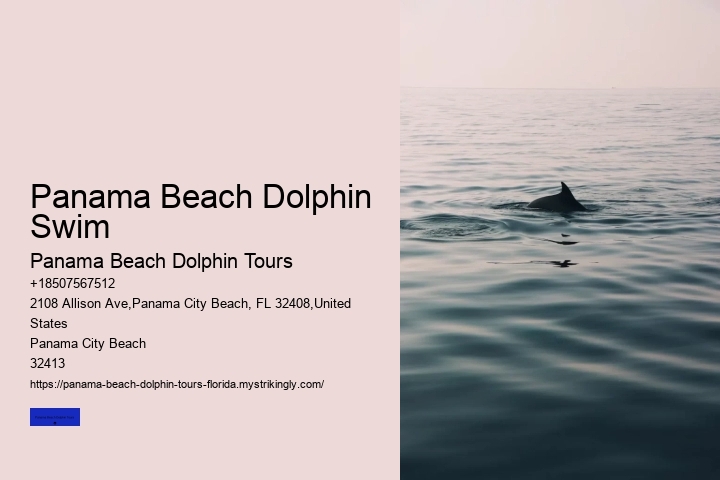 Panama Beach Dolphin
Swim
Panama Beach Dolphin Tours
+18507567512
2108 Allison Ave,Panama City Beach, FL 32408,United
States
Panama City Beach
32413
https://panama-beach-dolphin-tours-florida.mystrikingly.com/